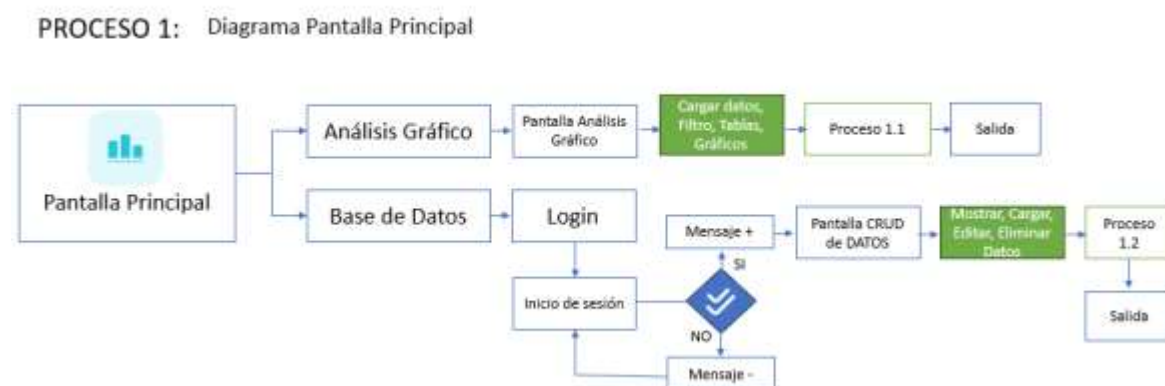 PROCESO 1: Diagrama Pantalla Principal
Pantalla Principal
Análisis Gráfico
Pantalla Análisis
Gráfico
Cargar datos,
Filtro, Tablas,
Gráficos
Proceso 1.1
Salida
Base de Datos
Login
Mensaje +
Pantalla CRUD
de DATOS
Mostrar, Cargar,
Editar, Eliminar
Datos
Proceso
1.2
SI
Inicio de sesión
Salida
NO
Mensaje -